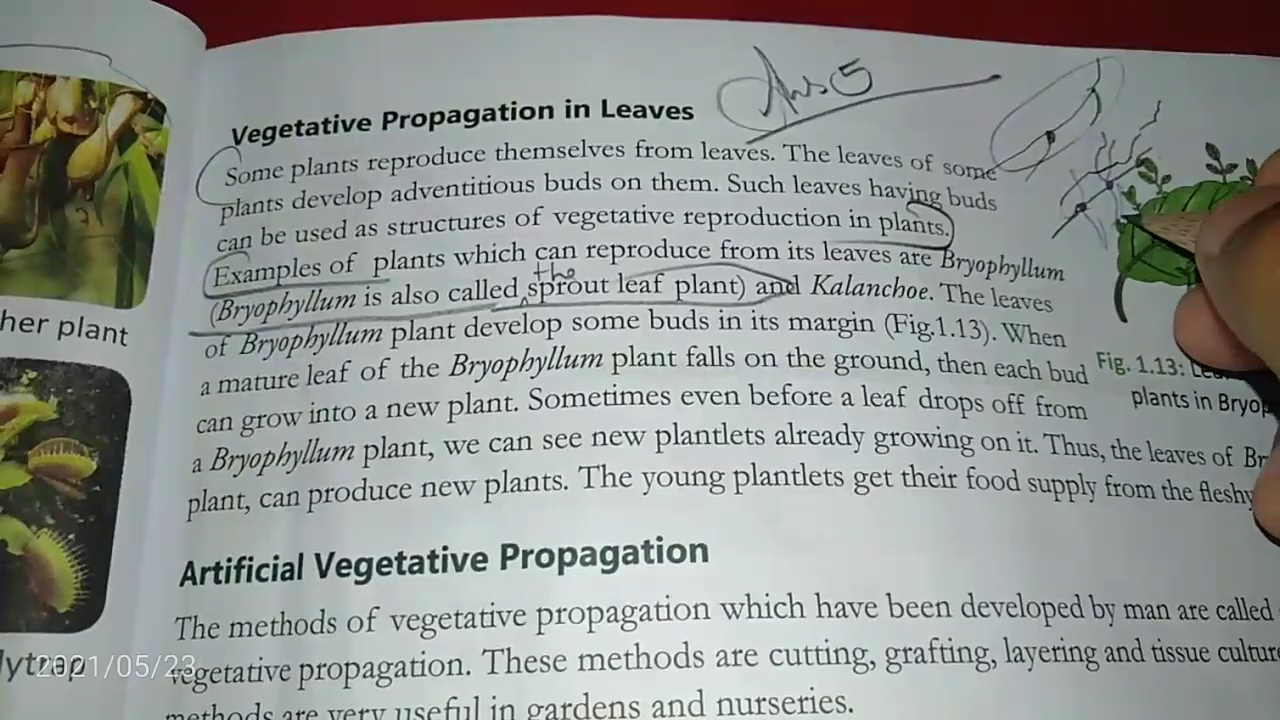 Ans 5
Vegetative Propagation in Leaves
Some plants reproduce themselves from leaves. The leaves of some
plants develop adventitious buds on them. Such leaves having buds
can be used as structures of vegetative reproduction in plants.
Examples of plants which can reproduce from its leaves are Bryophyllum
the
(Bryophyllum is also called sprout leaf plant) and Kalanchoe. The leaves
of Bryophyllum plant develop some buds in its margin (Fig.1.13). When
a mature leaf of the Bryophyllum plant falls on the ground, then each bud
can grow into a new plant. Sometimes even before a leaf drops off from
a Bryophyllum plant, we can see new plantlets already growing on it. Thus, the leaves of Br
plant, can produce new plants. The young plantlets get their food supply from the fleshy
Fig. 1.13:
plants in Bryop
Artificial Vegetative Propagation
The methods of vegetative propagation which have been developed by man are called
vegetative propagation. These methods are cutting, grafting, layering and tissue culture
methods are very useful in gardens and nurseries.
her plant
lytrap
2021/05/23